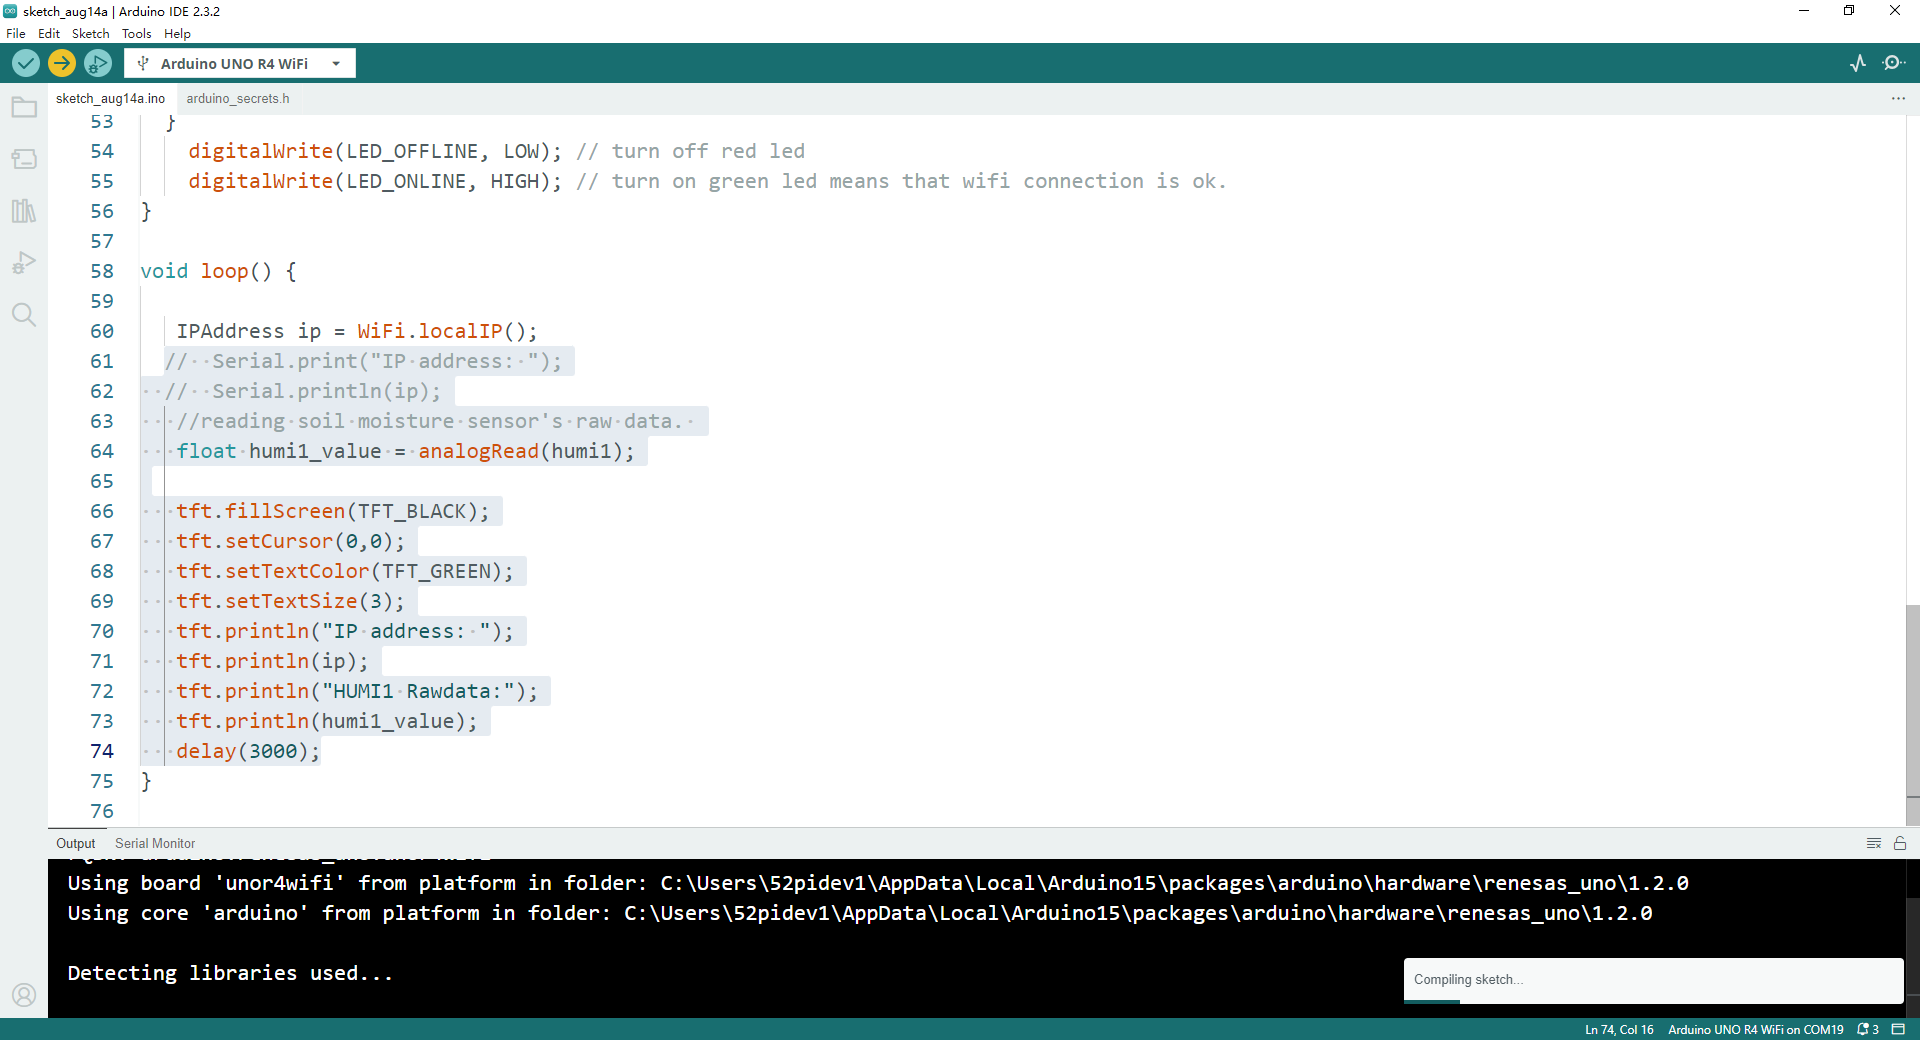 sketch_aug14a | Arduino IDE 2.3.2
File Edit Sketch Tools Help
Arduino UNO R4 WiFi
sketch_aug14a.ino arduino_secrets.h
53 }
54 digitalWrite(LED_OFFLINE, LOW); // turn off red led
55 digitalWrite(LED_ONLINE, HIGH); // turn on green led means that wifi connection is ok.
56 }
57
58 void loop() {
59
60 IPAddress ip = WiFi.localIP();
61 // Serial.print("IP address: ");
62 // Serial.println(ip);
63 //reading soil moisture sensor's raw data.
64 float humi1_value = analogRead(humi1);
65
66 tft.fillScreen(TFT_BLACK);
67 tft.setCursor(0,0);
68 tft.setTextColor(TFT_GREEN);
69 tft.setTextSize(3);
70 tft.println("IP address: ");
71 tft.println(ip);
72 tft.println("HUMI1 Rawdata:");
73 tft.println(humi1_value);
74 delay(3000);
75 }
76
Output Serial Monitor
Using board 'unor4wifi' from platform in folder: C:\Users\52pidev1\AppData\Local\Arduino15\packages\arduino\hardware\renesas_uno\1.2.0
Using core 'arduino' from platform in folder: C:\Users\52pidev1\AppData\Local\Arduino15\packages\arduino\hardware\renesas_uno\1.2.0
Detecting libraries used...
Compiling sketch...
Ln 74, Col 16 Arduino UNO R4 WiFi on COM19 3